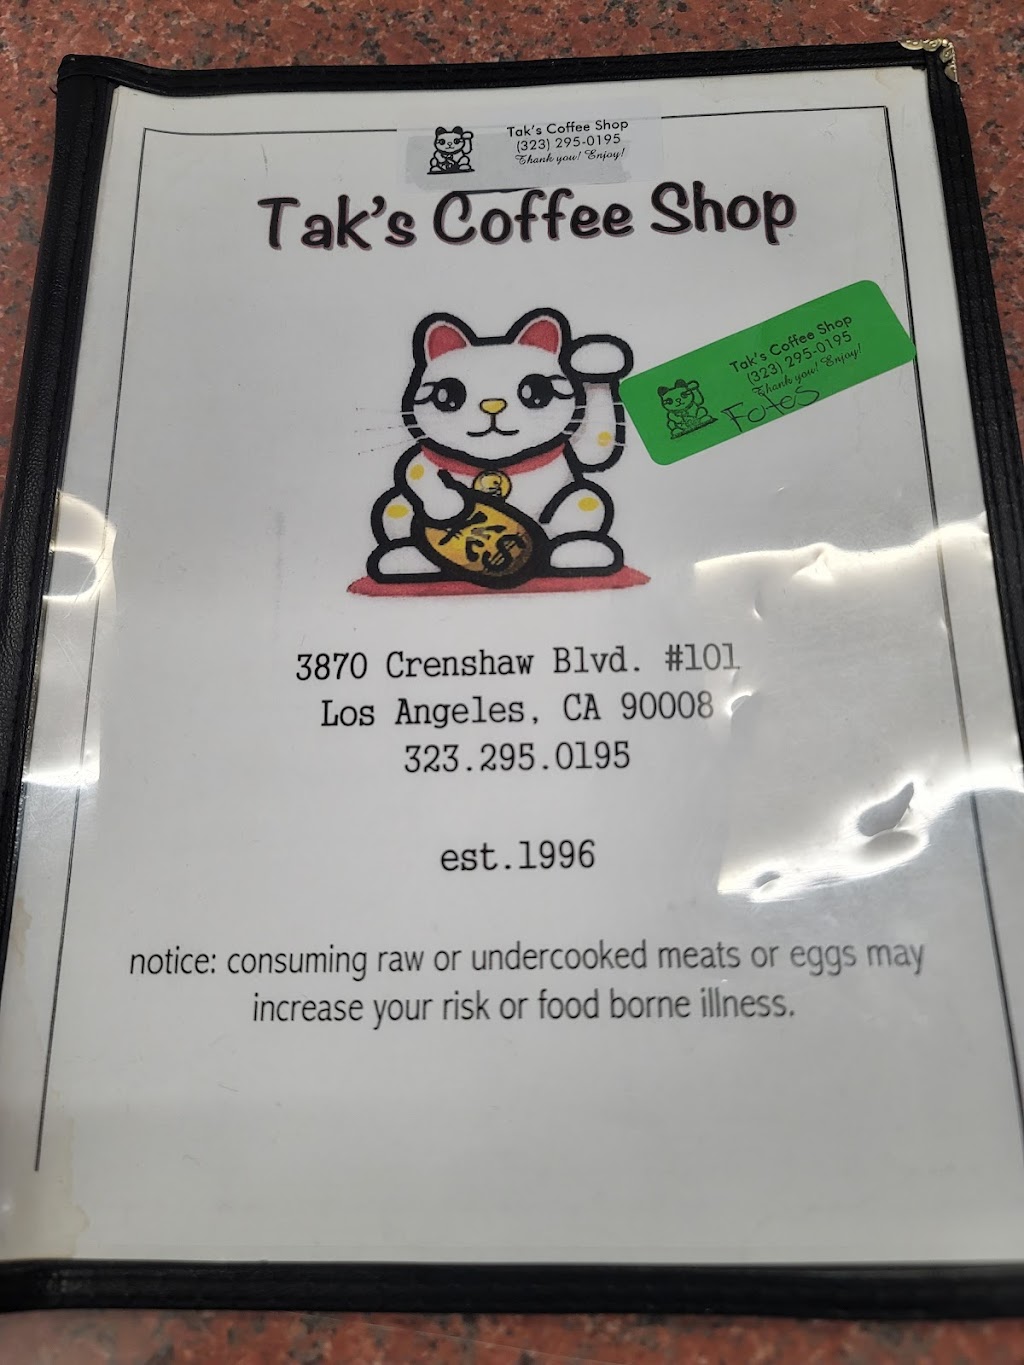 Tak's Coffee Shop
(323) 295-0195
Thank you! Enjoy!
Tak's Coffee Shop
Tak's Coffee Shop
(323) 295-0195
Thank you! Enjoy!
Fotos
$
3870 Crenshaw Blvd. #101
Los Angeles, CA 90008
323.295.0195
est.1996
notice: consuming raw or undercooked meats or eggs may
increase your risk or food borne illness.